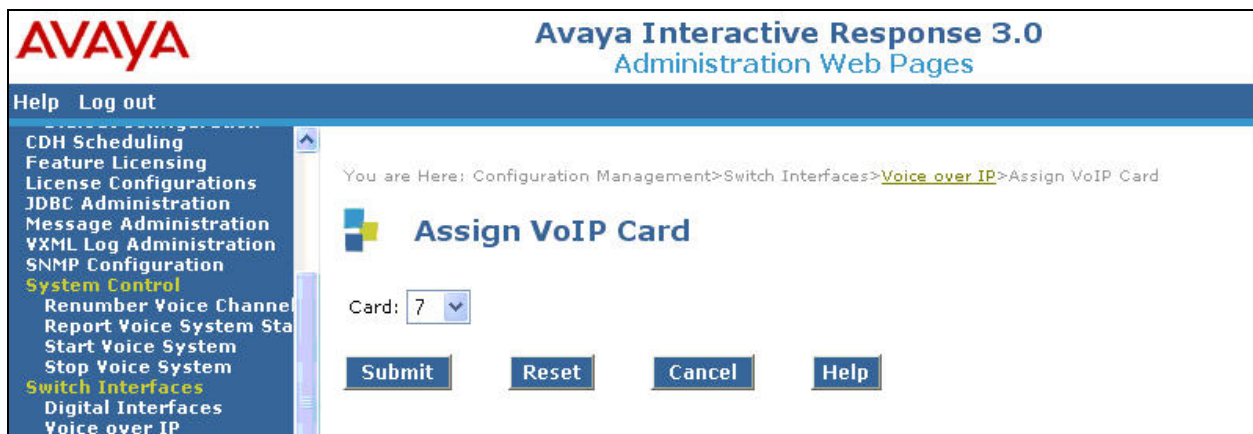 AVAYA
Avaya Interactive Response 3.0
Administration Web Pages
Help Log out
CDH Scheduling
Feature Licensing
License Configurations
JDBC Administration
Message Administration
VXML Log Administration
SNMP Configuration
System Control
Renumber Voice Channel
Report Voice System Sta
Start Voice System
Stop Voice System
Switch Interfaces
Digital Interfaces
Voice over IP
You are Here: Configuration Management>Switch Interfaces>Voice over IP>Assign VoIP Card
Assign VoIP Card
Card: 7
Submit Reset Cancel Help